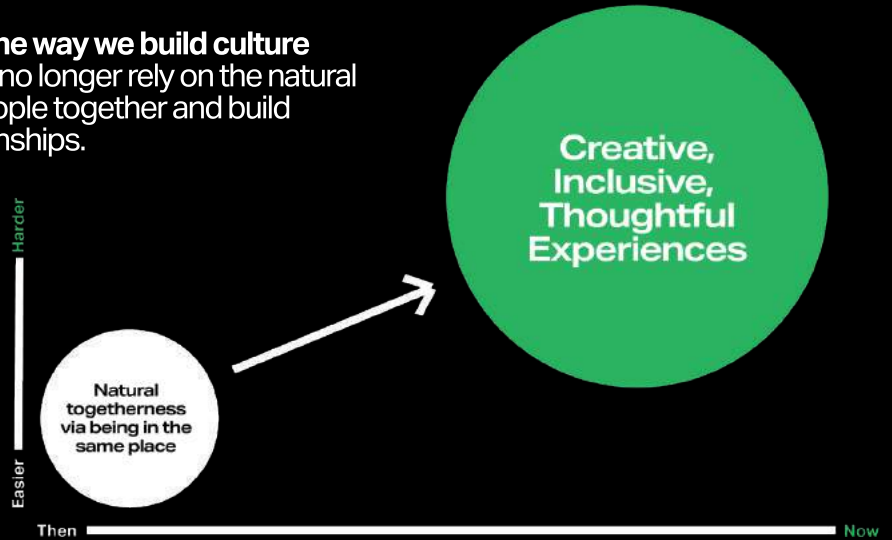 he way we build culture
no longer rely on the natural
ople together and build
nships.
Harder
Creative,
Inclusive,
Thoughtful
Experiences
Natural
togetherness
via being in the
same place
Easier
Then
Now